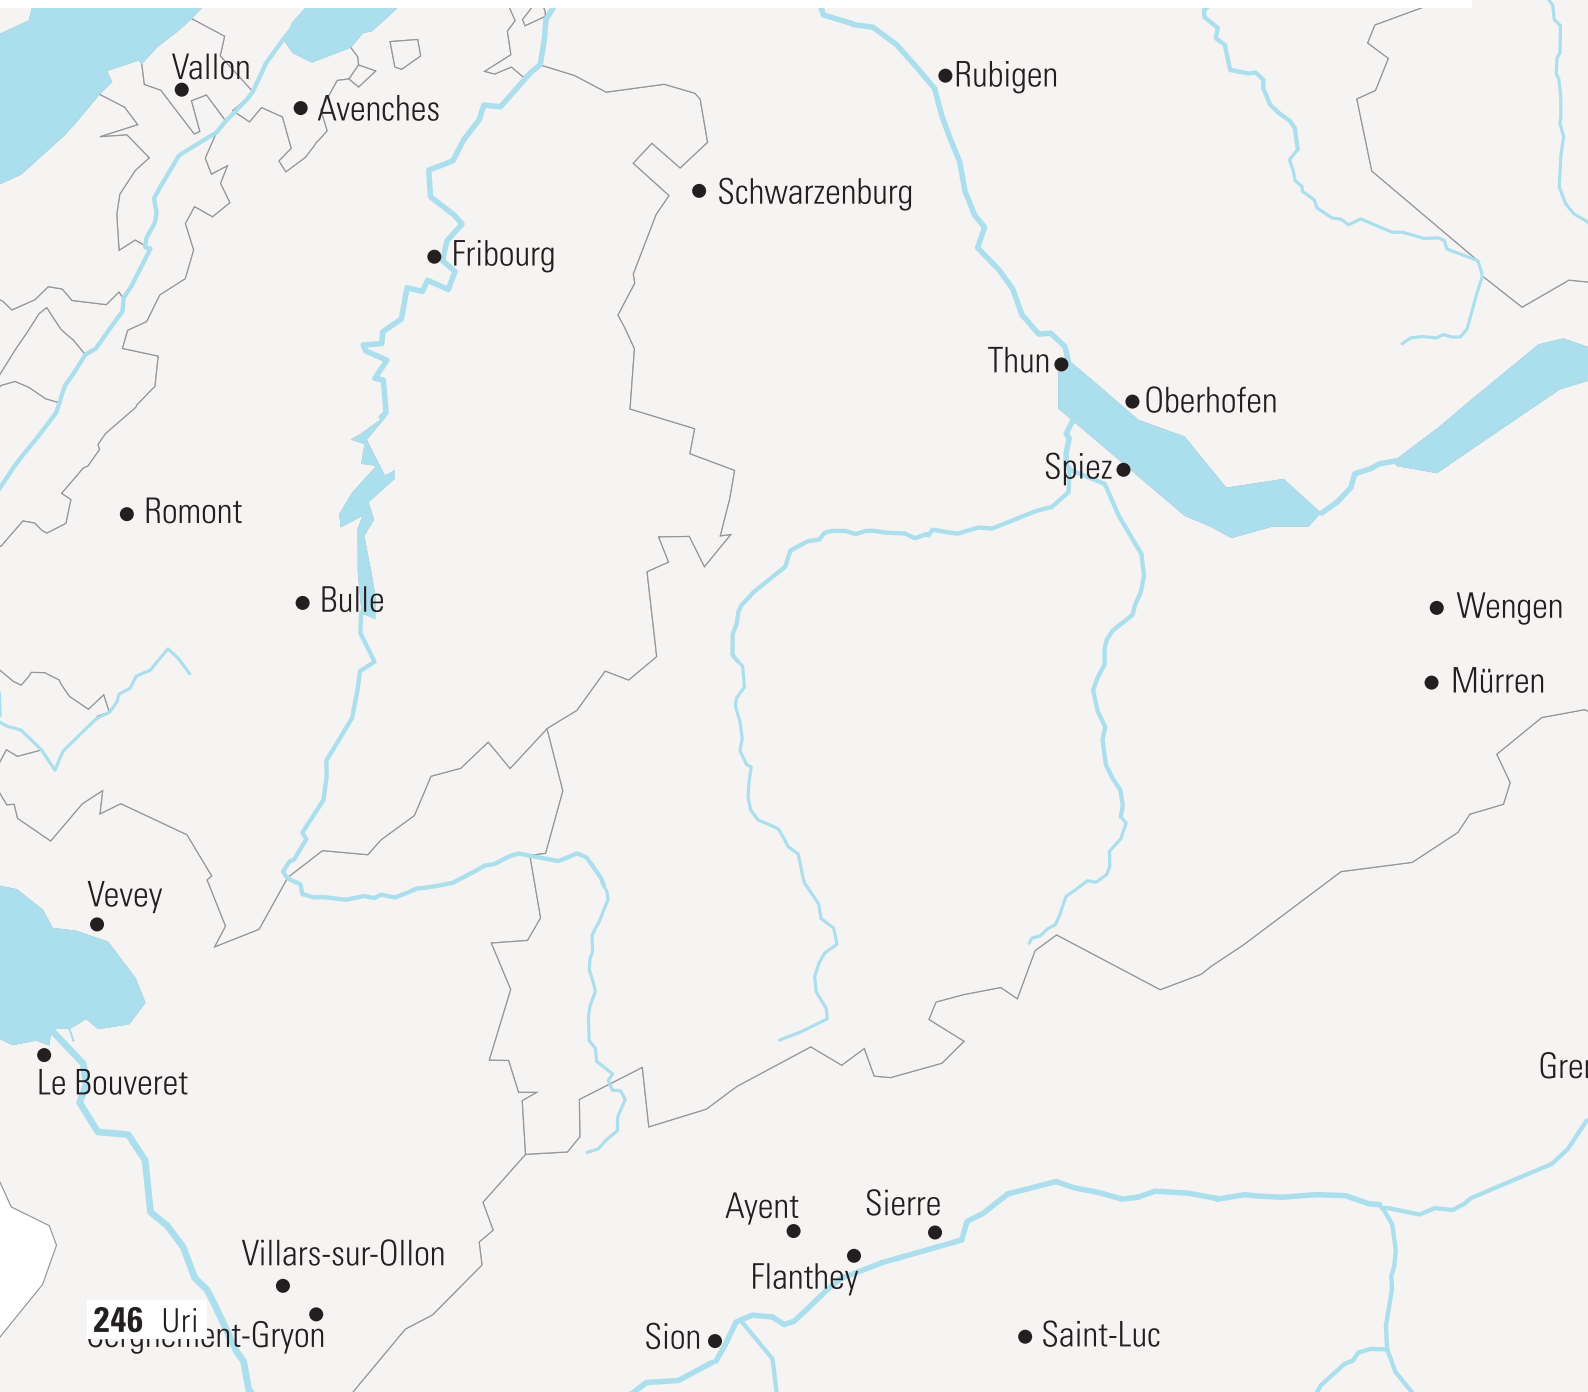 Vallon
Rubigen
Avenches
Schwarzenburg
Fribourg
Thun
Oberhofen
Spiez
Romont
Bulle
Wengen
Mürren
Vevey
Gre
Le Bouveret
Ayent
Sierre
Villars-sur-Ollon
Flanthey
246 Uri
Sion
Saint-Luc